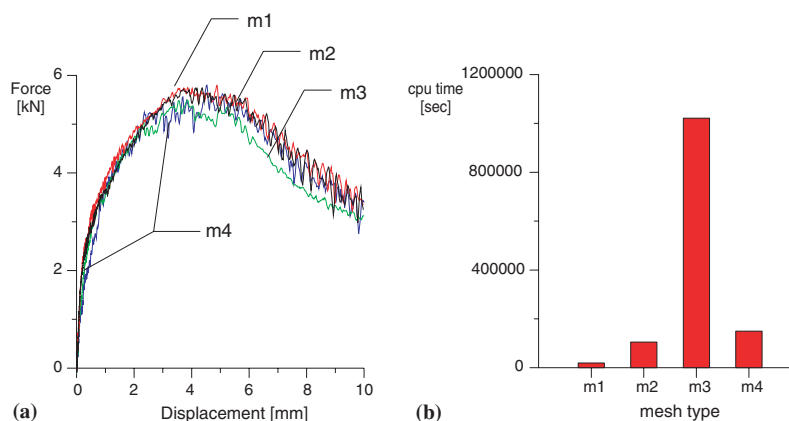 m1
m2
m3
m4
Force
[kN]
6
4
2
0
0 2 4 6 8 10
(a) Displacement [mm]
cpu time
[sec]
1200000
800000
400000
0
m1 m2 m3 m4
(b) mesh type